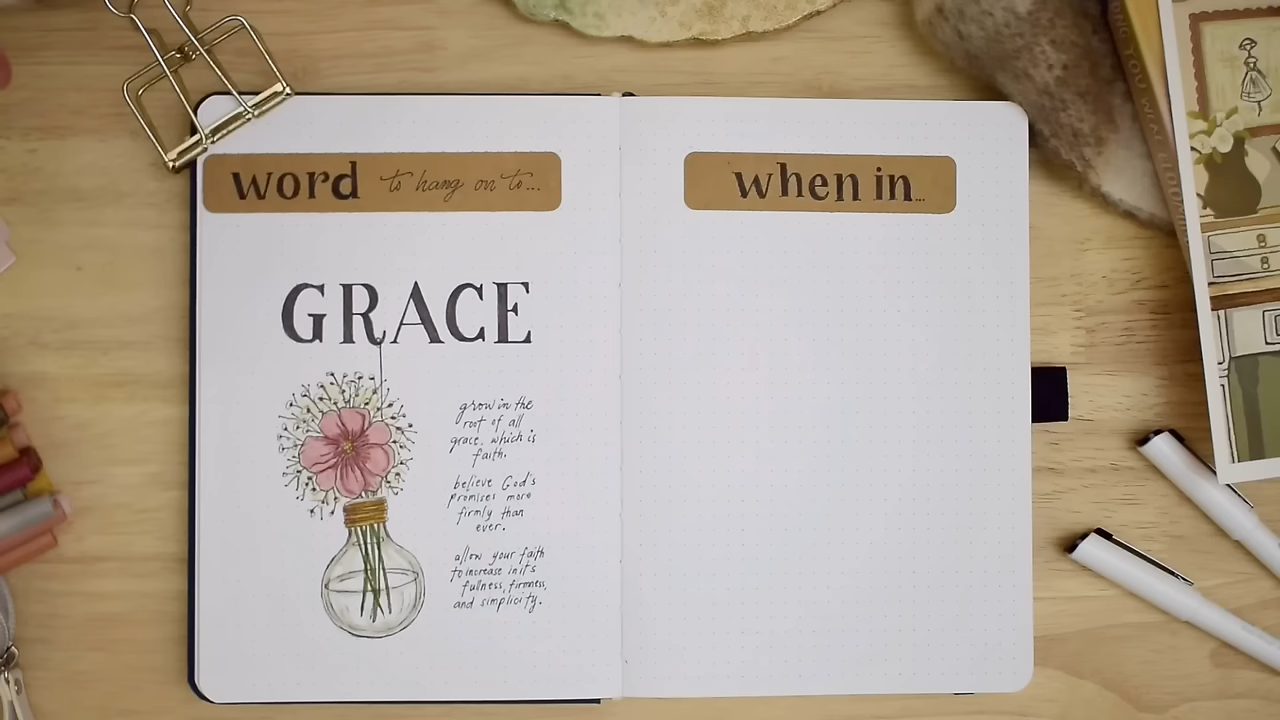 word to hang on to...
GRACE
grow in the
root of all
grace. which is
faith.
believe God's
promises more
firmly than
ever.
allow your faith
to increase in it's
fullness, firmness,
and simplicity.
when in...